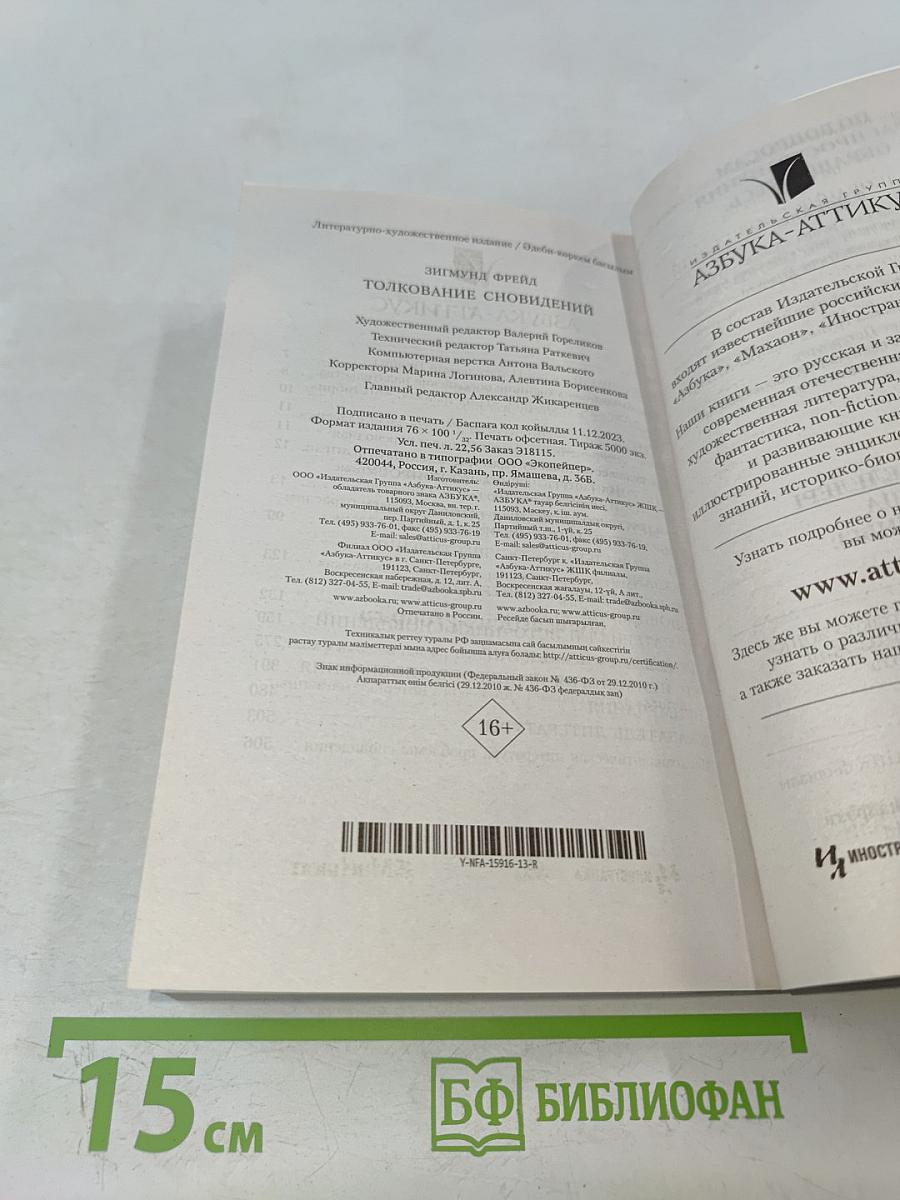 Литературно-художественное издание / Әдеби-көркем басылым
ЗИГМУНД ФРЕЙД
ТОЛКОВАНИЕ СНОВИДЕНИЙ
Художественный редактор Валерий Гореликов
Технический редактор Татьяна Раткевич
Компьютерная верстка Антона Вальского
Корректоры Марина Логинова, Алевтина Борисенкова
Главный редактор Александр Жикаренцев
Подписано в печать / Баспаға қол қойылды 11.12.2023.
Формат издания 76 × 100 1/32. Печать офсетная. Тираж 5000 экз.
Усл. печ. л. 22,56 Заказ Э18115.
Отпечатано в типографии ООО «Экопейпер».
420044, Россия, г. Казань, пр. Ямашева, д. 36Б.
Изготовитель:
ООО «Издательская Группа «Азбука-Аттикус» —
обладатель товарного знака АЗБУКА®,
115093, Москва, вн. тер. г.
муниципальный округ Даниловский,
пер. Партийный, д. 1, к. 25
Тел. (495) 933-76-01, факс (495) 933-76-19
E-mail: sales@atticus-group.ru
Филиал ООО «Издательская Группа
«Азбука-Аттикус» в г. Санкт-Петербурге,
191123, Санкт-Петербург,
Воскресенская набережная, д. 12, лит. А.
Тел. (812) 327-04-55, E-mail: trade@azbooka.spb.ru
www.azbooka.ru; www.atticus-group.ru
Отпечатано в России.
Өндіруші:
«Издательская Группа «Азбука-Аттикус» ЖШҚ —
АЗБУКА® тауар белгісінің иесі,
115093, Мәскеу, қ. іш. аум.
Даниловский муниципалдық округі,
Партийный т.ш., 1-үй, к. 25
Тел. (495) 933-76-01, факс (495) 933-76-19,
E-mail: sales@atticus-group.ru
Санкт-Петербург қ. «Издательская Группа
«Азбука-Аттикус» ЖШҚ филиалы,
191123, Санкт-Петербург,
Воскресенская жағалауы, 12-үй, А лит.,
Тел. (812) 327-04-55, E-mail: trade@azbooka.spb.ru
www.azbooka.ru; www.atticus-group.ru
Ресейде басып шығарылған.
Техникалық реттеу туралы РФ заңнамасына сай басылымның сәйкестігін
растау туралы мәліметтерді мына адрес бойынша алуға болады: http://atticus-group.ru/certification/.
Знак информационной продукции (Федеральный закон № 436-ФЗ от 29.12.2010 г.)
Ақпараттық өнім белгісі (29.12.2010 ж. № 436-ФЗ федералдық заң)
16+
Y-NFA-15916-13-R
ИЗДАТЕЛЬСКАЯ ГРУПП
АЗБУКА-АТТИКУ
В состав Издательской Г
входят известнейшие российски
«Азбука», «Махаон», «Иностран
Наши книги — это русская и за
современная отечественна
художественная литература,
фантастика, non-fiction,
и развивающие кн
иллюстрированные энцикле
знаний, историко-биог
Узнать подробнее о н
вы мож
www.att
Здесь же вы можете п
узнать о различ
а также заказать наш
ИЛ ИНОСТР
15 см
БФ БИБЛИОФАН